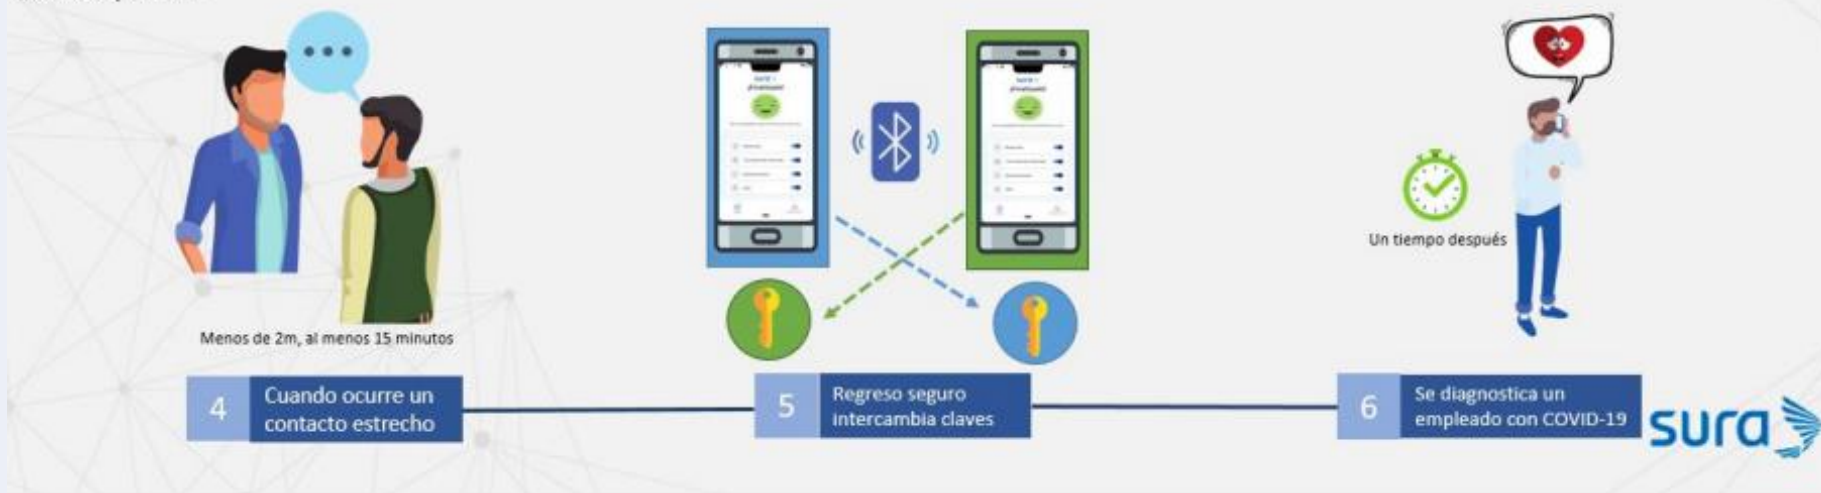 Menos de 2m, al menos 15 minutos
Un tiempo después
4
Cuando ocurre un
contacto estrecho
5
Regreso seguro
intercambia claves
6
Se diagnostica un
empleado con COVID-19
sura